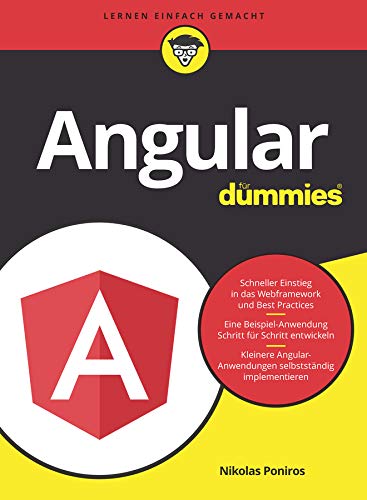 LERNEN EINFACH GEMACHT
Angular
für
dummies®
A
Schneller Einstieg
in das Webframework
und Best Practices
Eine Beispiel-Anwendung
Schritt für Schritt entwickeln
Kleinere Angular-
Anwendungen selbstständig
implementieren
Nikolas Poniros